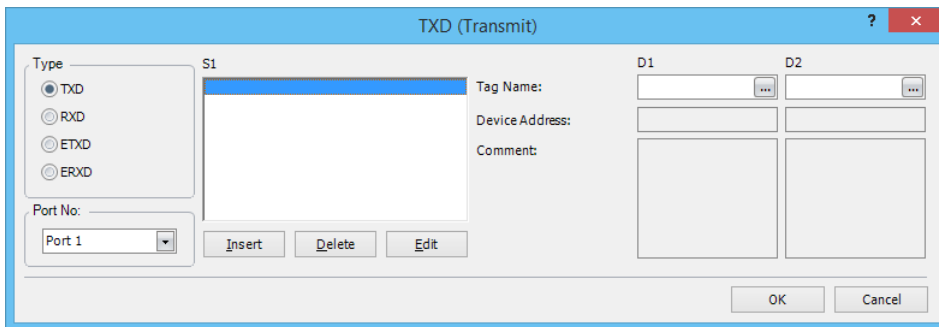 TXD (Transmit)
?
Type
TXD
RXD
ETXD
ERXD
Port No:
Port 1
S1
Insert Delete Edit
D1 D2
Tag Name: ... ...
Device Address:
Comment:
OK Cancel